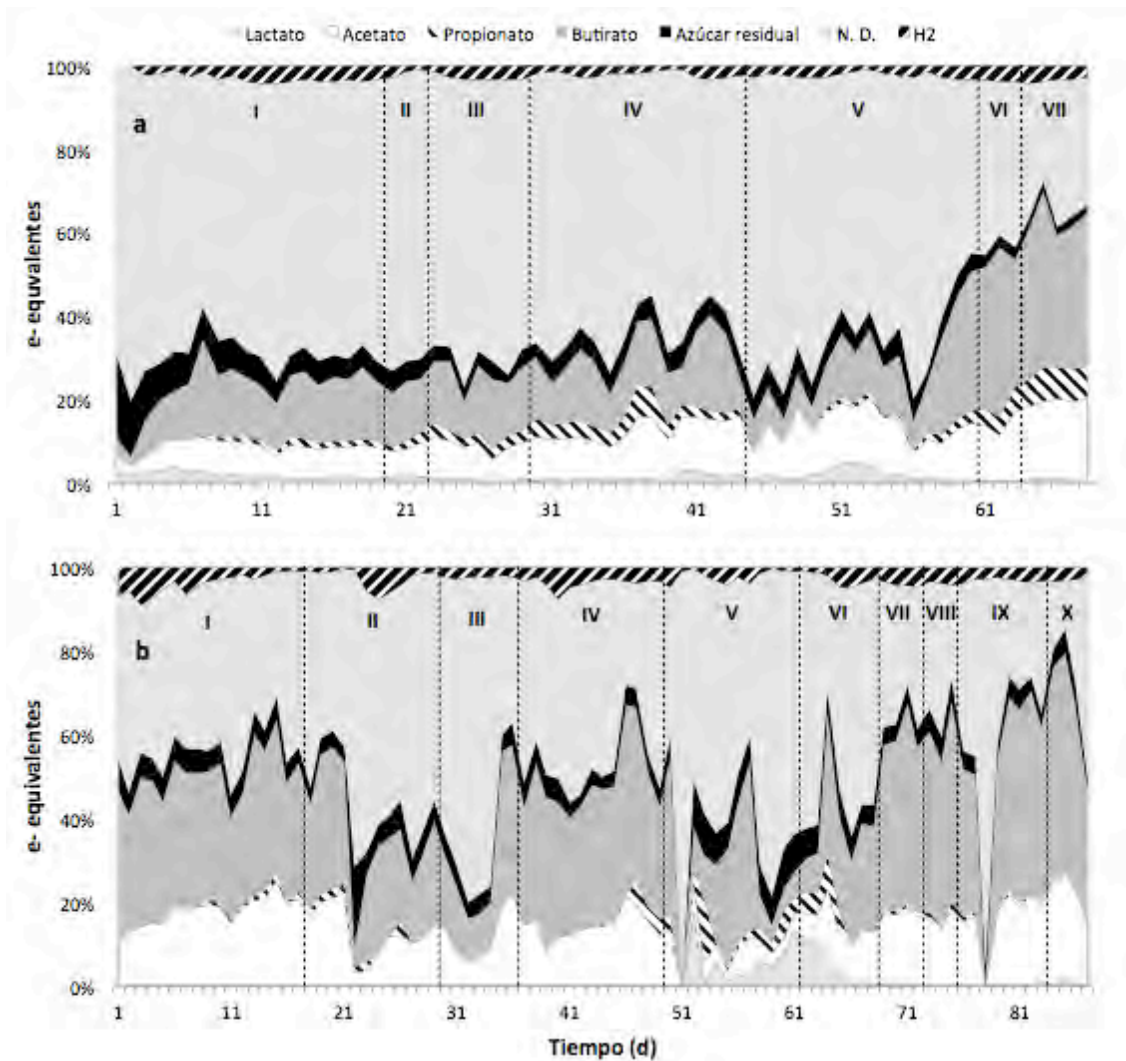 Lactato Acetato Propionato Butirato Azúcar residual N. D. H2
100%
80%
60%
40%
20%
0%
e- equvalentes
a
I II III IV V VI VII
1 11 21 31 41 51 61
100%
80%
60%
40%
20%
0%
e- equivalentes
b
I II III IV V VI VII VIII IX X
1 11 21 31 41 51 61 71 81
Tiempo (d)